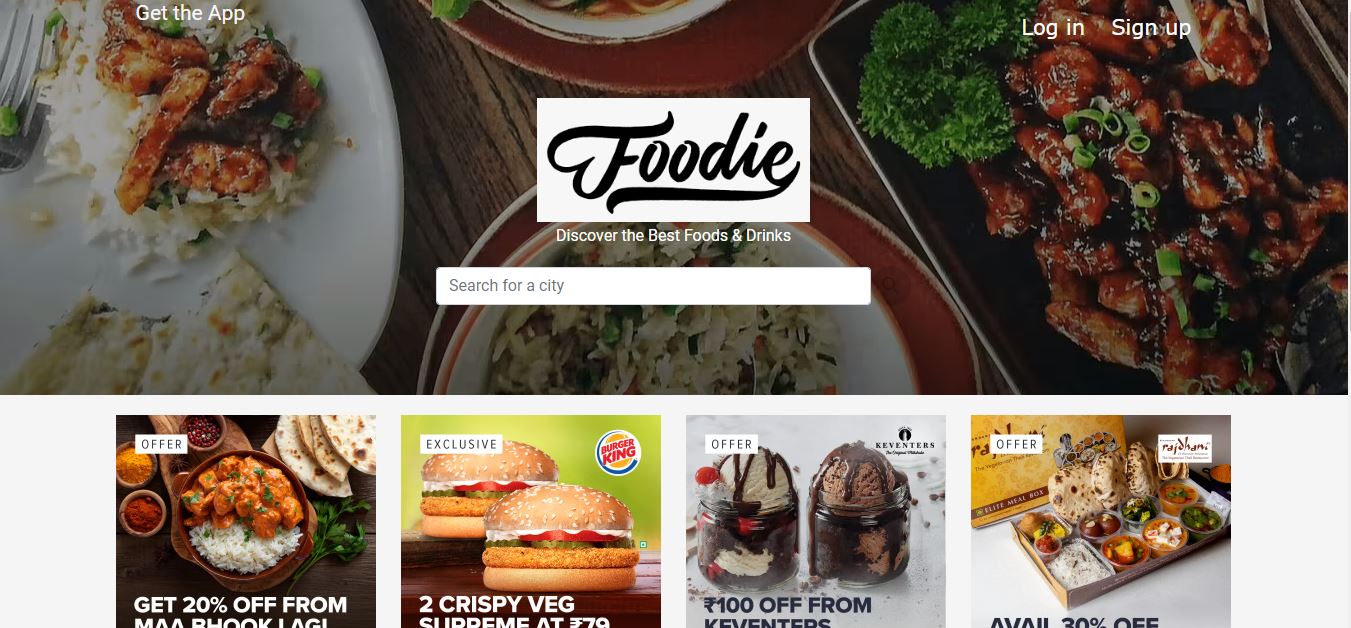 Get the App
Log in Sign up
Foodie
Discover the Best Foods & Drinks
Search for a city
OFFER
GET 20% OFF FROM
MAA BHOOK LAGI
EXCLUSIVE
BURGER
KING
2 CRISPY VEG
SUPREME AT ₹79
OFFER
KEVENTERS
The Original Milkshake
₹100 OFF FROM
KEVENTERS
OFFER
rajdhani
ELITE MEAL BOX
AVAIL 30% OFF